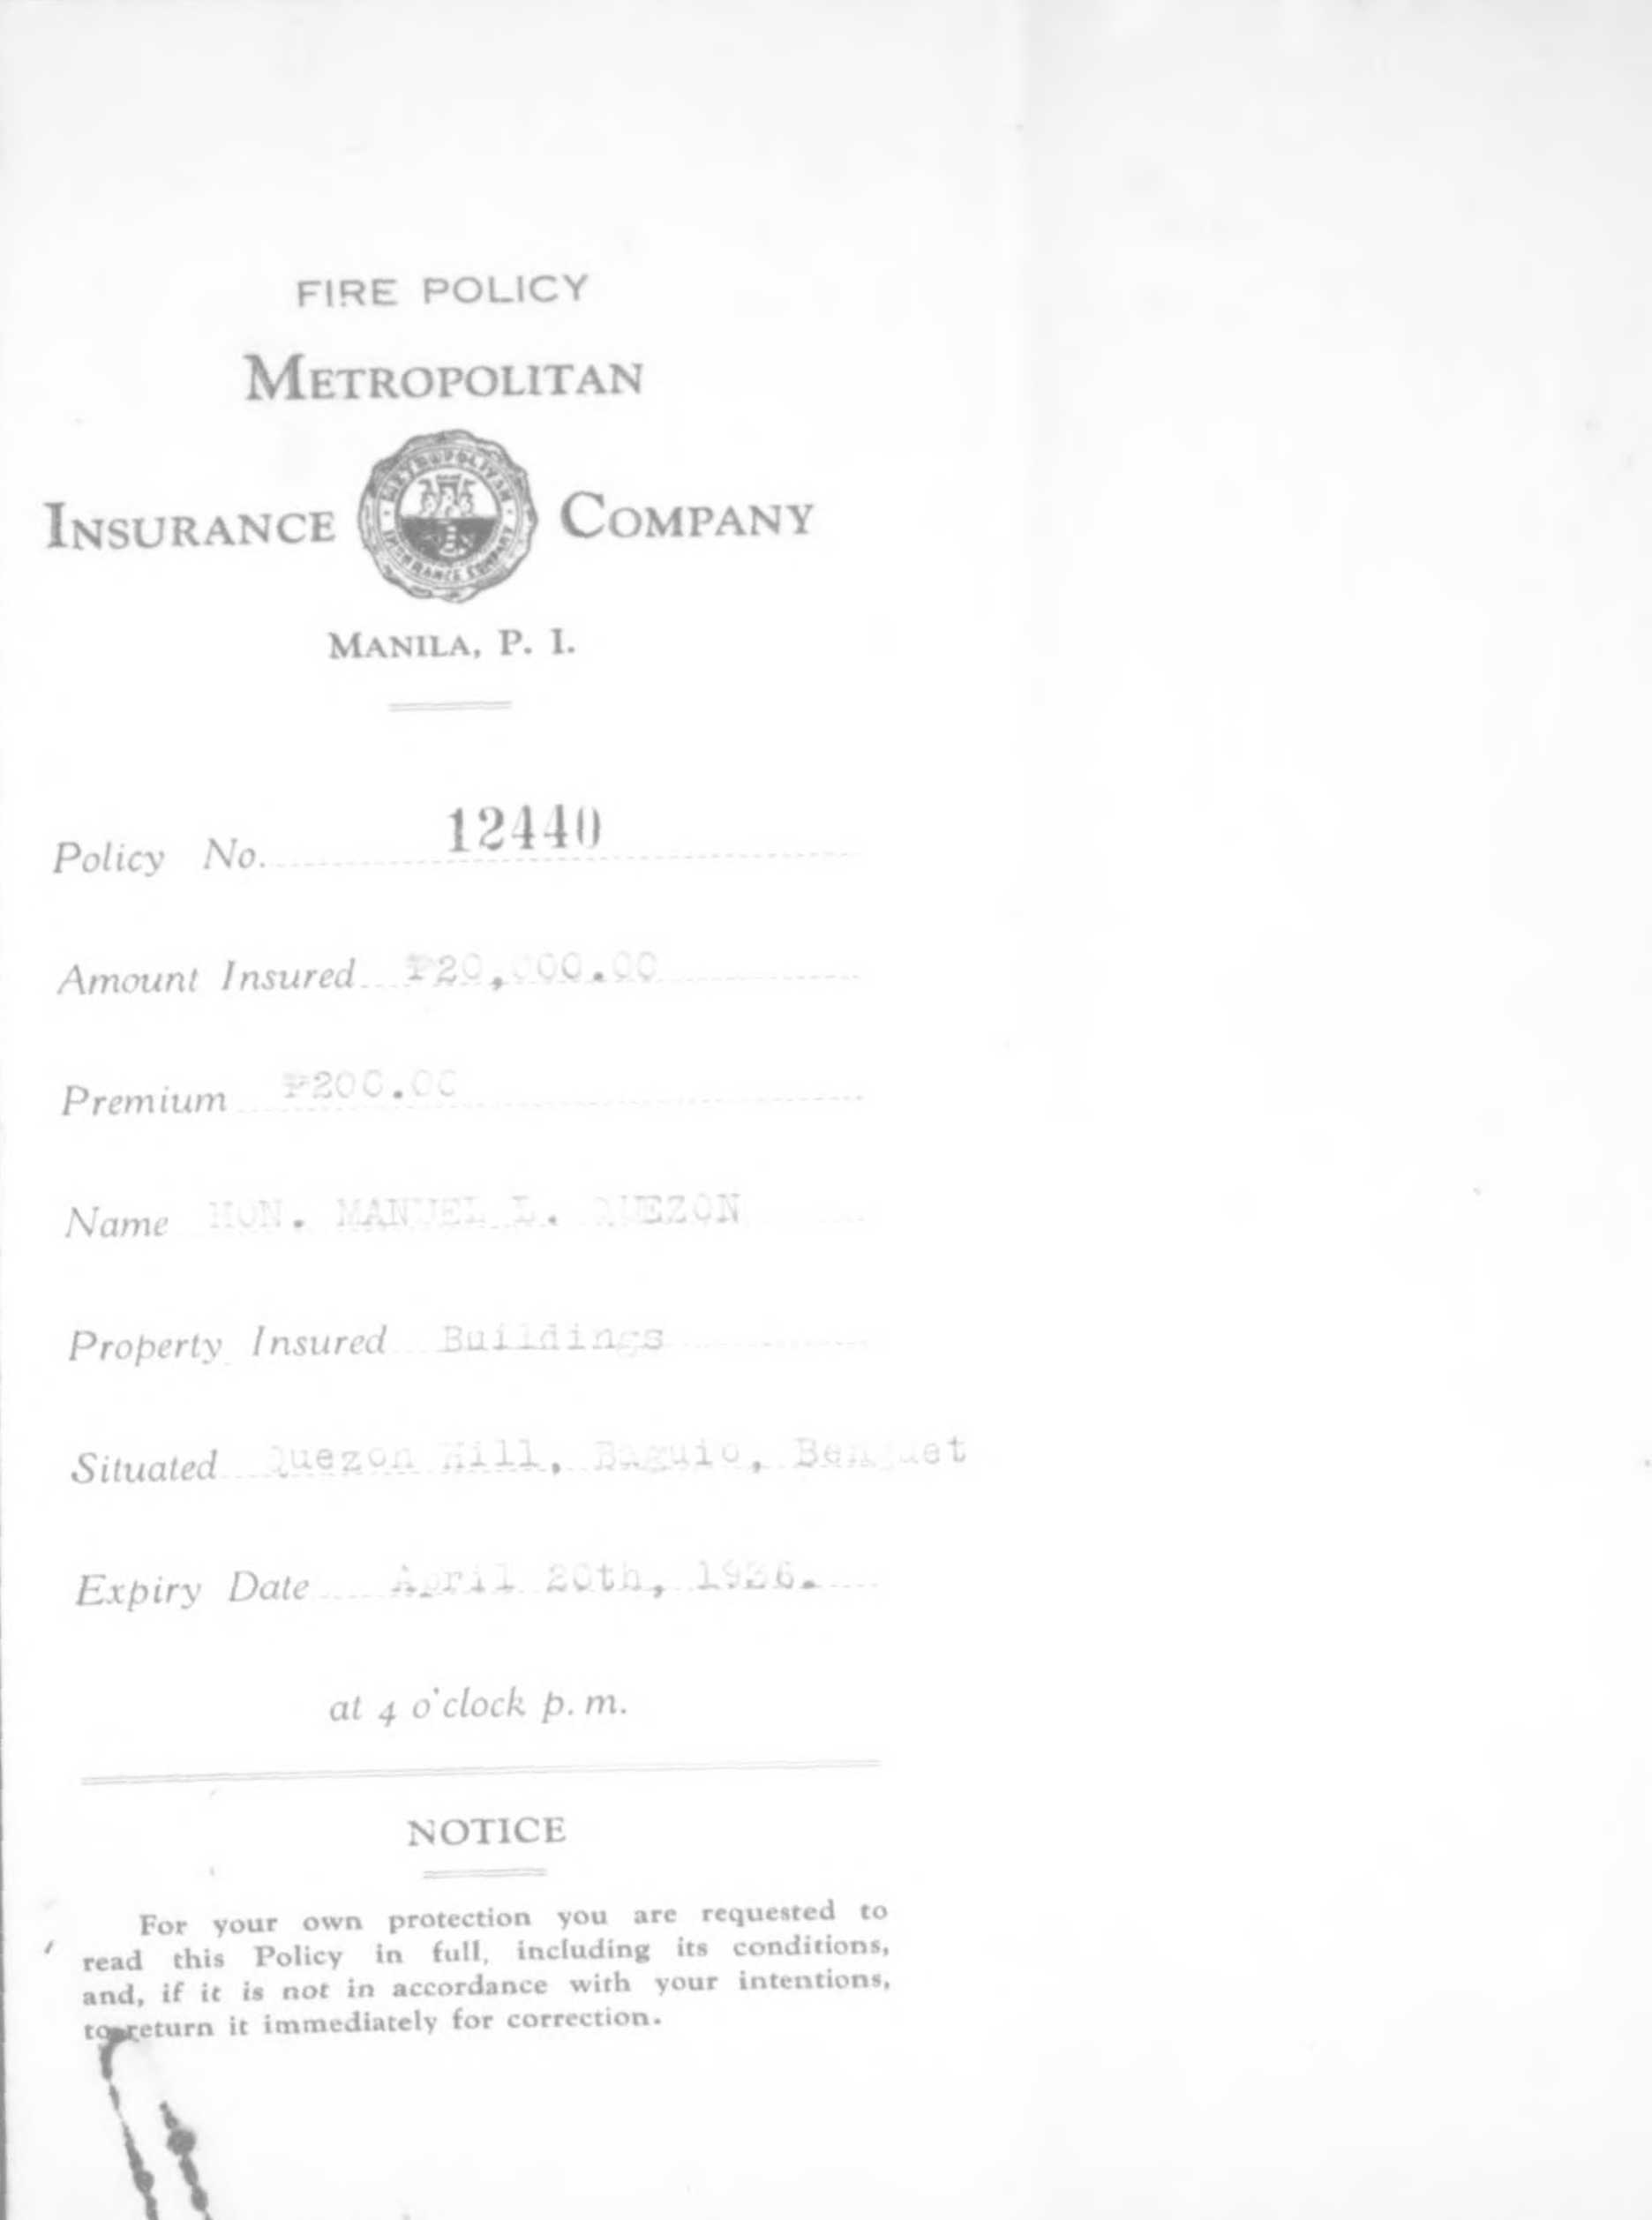 FIRE POLICY
METROPOLITAN
INSURANCE COMPANY
METROPOLITAN
INSURANCE COMPANY
MANILA, P. I.
Policy No. 12440
Amount Insured ₱20,000.00
Premium ₱200.00
Name HON. MANUEL L. QUEZON
Property Insured Buildings
Situated Quezon Hill, Baguio, Benguet
Expiry Date April 20th, 1936.
at 4 o'clock p. m.
NOTICE
For your own protection you are requested to
read this Policy in full, including its conditions,
and, if it is not in accordance with your intentions,
to return it immediately for correction.